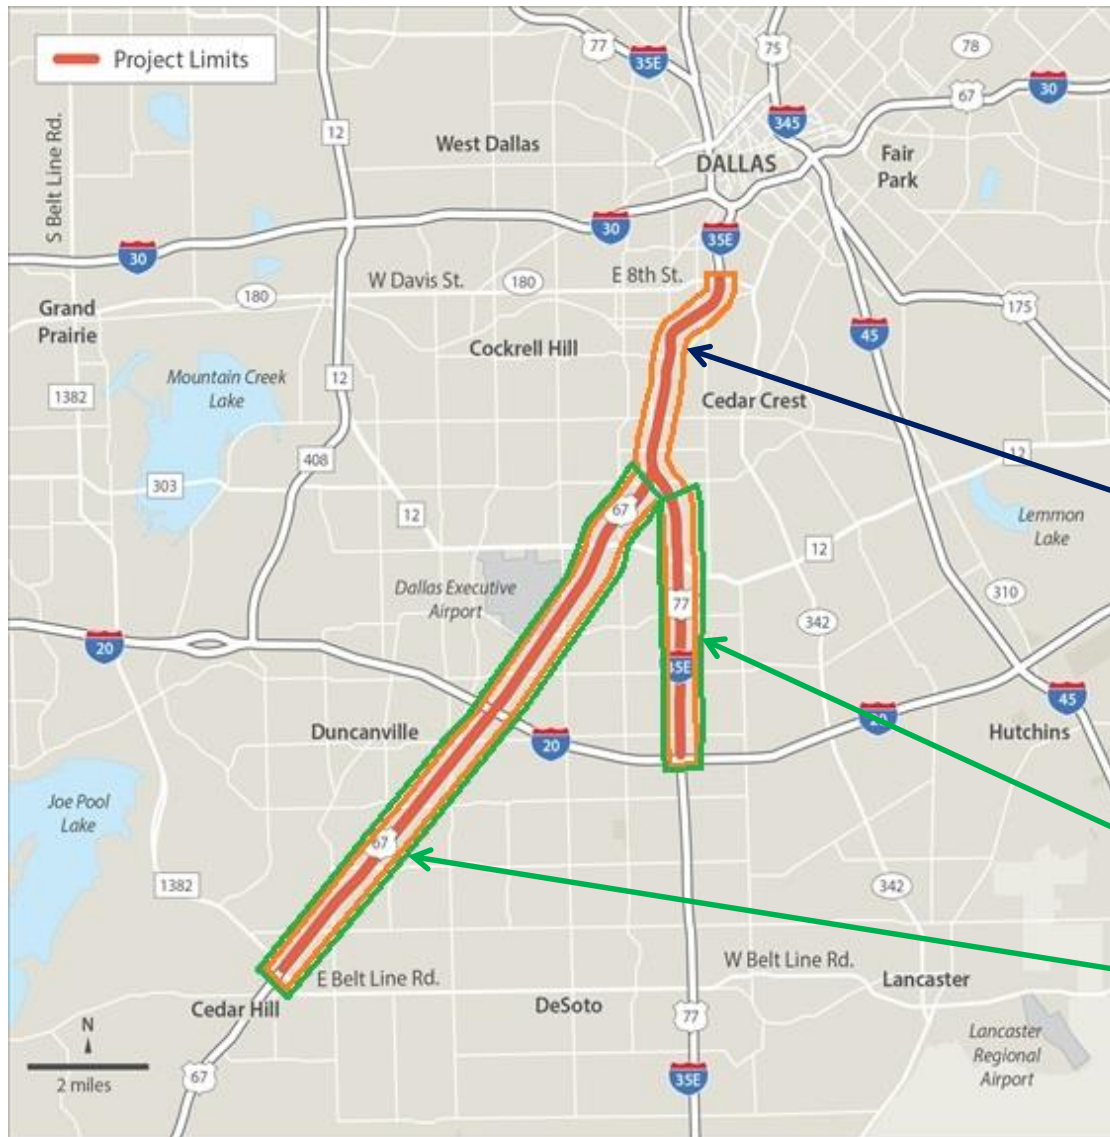 Project Limits
77
35E
75
78
67
30
12
345
S Belt Line Rd.
West Dallas
DALLAS
Fair
Park
30
30
35E
E 8th St.
W Davis St.
180
180
175
Grand
Prairie
45
Cockrell Hill
Mountain Creek
Lake
12
1382
Cedar Crest
408
12
303
12
67
Lemmon
Lake
12
Dallas Executive
Airport
77
310
342
20
35E
45
20
20
Duncanville
Hutchins
Joe Pool
Lake
67
1382
342
E Belt Line Rd.
W Belt Line Rd.
Lancaster
Cedar Hill
DeSoto
77
N
2 miles
67
35E
Lancaster
Regional
Airport